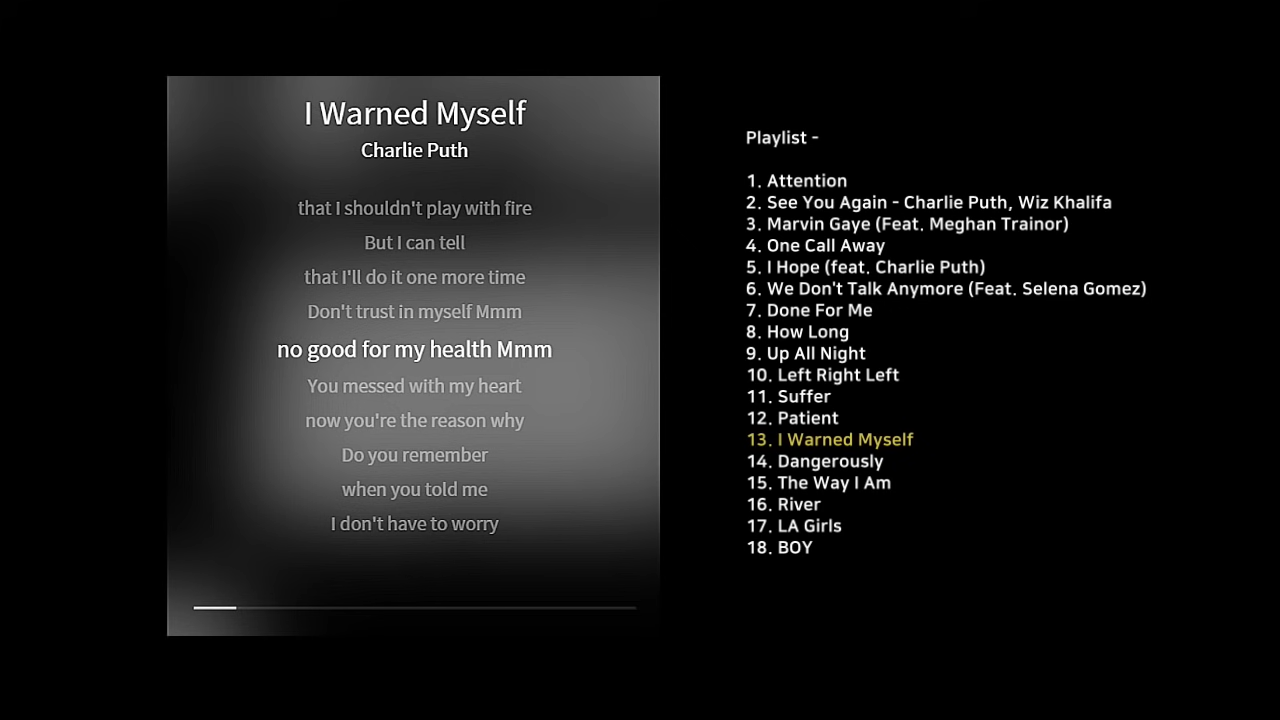 I Warned Myself
Charlie Puth
that I shouldn't play with fire
But I can tell
that I'll do it one more time
Don't trust in myself Mmm
no good for my health Mmm
You messed with my heart
now you're the reason why
Do you remember
when you told me
I don't have to worry
Playlist -
1. Attention
2. See You Again - Charlie Puth, Wiz Khalifa
3. Marvin Gaye (Feat. Meghan Trainor)
4. One Call Away
5. I Hope (feat. Charlie Puth)
6. We Don't Talk Anymore (Feat. Selena Gomez)
7. Done For Me
8. How Long
9. Up All Night
10. Left Right Left
11. Suffer
12. Patient
13. I Warned Myself
14. Dangerously
15. The Way I Am
16. River
17. LA Girls
18. BOY